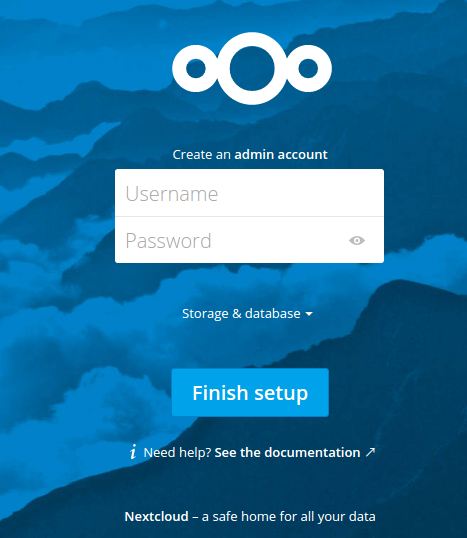 Create an admin account
Username
Password
Storage & database
Finish setup
i Need help? See the documentation ↗
Nextcloud – a safe home for all your data